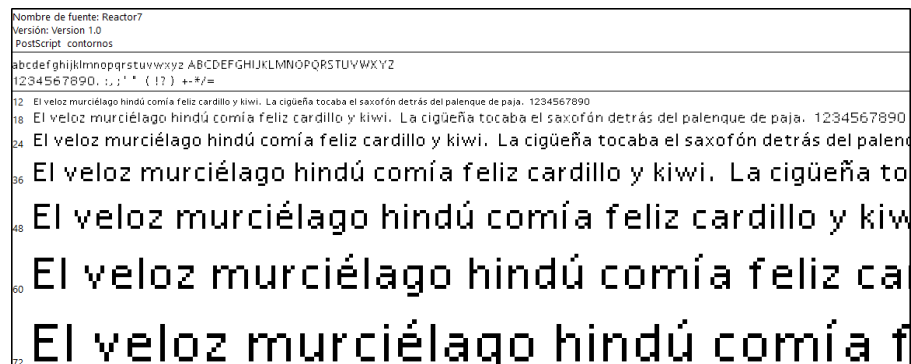 Nombre de fuente: Reactor7
Versión: Version 1.0
PostScript contornos
abcdefghijklmnopqrstuvwxyz ABCDEFGHIJKLMNOPQRSTUVWXYZ
1234567890.:,;'" (!?) +-*/=
12 El veloz murciélago hindú comía feliz cardillo y kiwi. La cigüeña tocaba el saxofón detrás del palenque de paja. 1234567890
18 El veloz murciélago hindú comía feliz cardillo y kiwi. La cigüeña tocaba el saxofón detrás del palenque de paja. 1234567890
24 El veloz murciélago hindú comía feliz cardillo y kiwi. La cigüeña tocaba el saxofón detrás del palen
36 El veloz murciélago hindú comía feliz cardillo y kiwi. La cigüeña to
48 El veloz murciélago hindú comía feliz cardillo y kiw
60 El veloz murciélago hindú comía feliz ca
72 El veloz murciélago hindú comía f